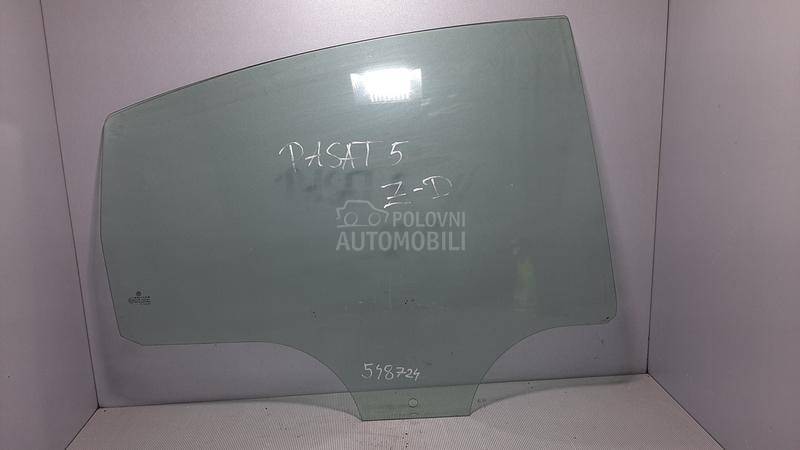 PASAT 5
Z-D
POLOVNI
AUTOMOBILI
548724